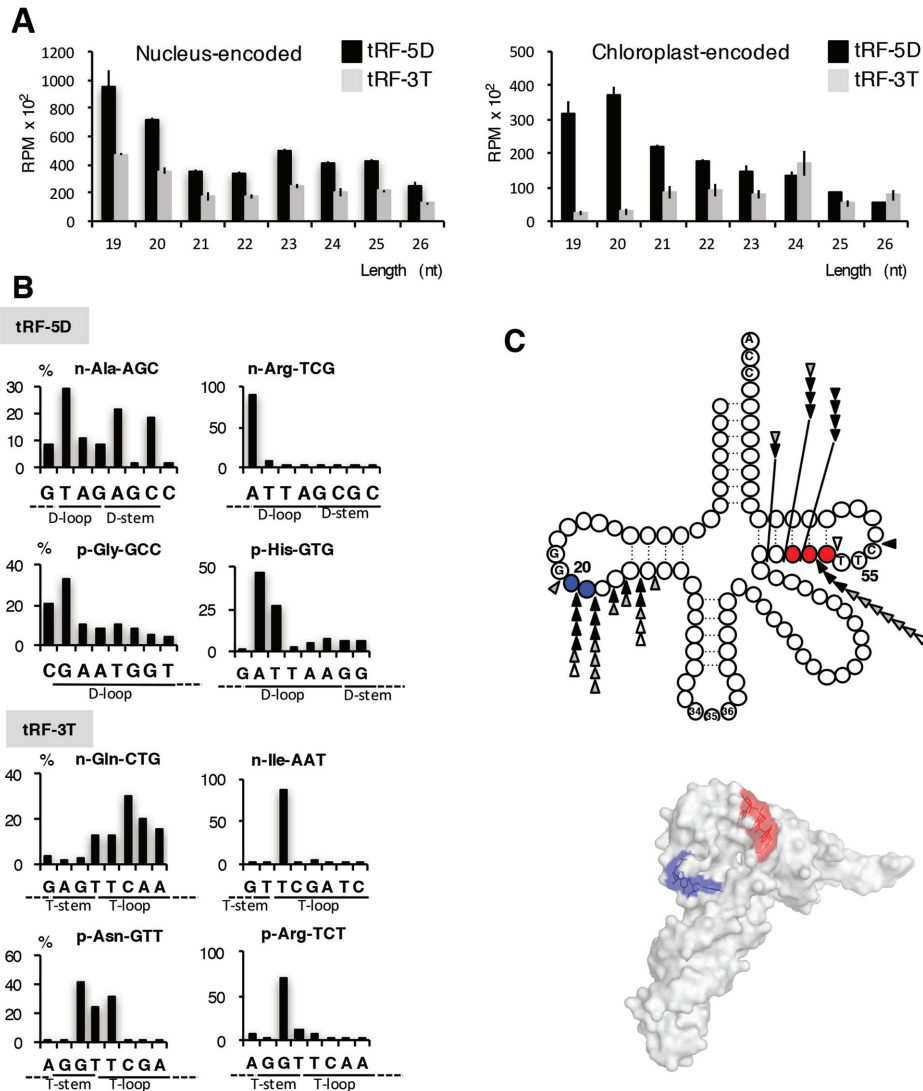 A
Nucleus-encoded
tRF-5D
tRF-3T
RPM x 10²
1200
1000
800
600
400
200
0
19 20 21 22 23 24 25 26
Length (nt)
Chloroplast-encoded
tRF-5D
tRF-3T
RPM x 10²
500
400
300
200
100
0
19 20 21 22 23 24 25 26
Length (nt)
B
tRF-5D
n-Ala-AGC
%
30
20
10
0
G T A G A G C C
D-loop D-stem
n-Arg-TCG
100
50
0
A T T A G C G C
D-loop D-stem
p-Gly-GCC
%
40
20
0
C G A A T G G T
D-loop
p-His-GTG
50
25
0
G A T T A A G G
D-loop D-stem
tRF-3T
n-Gln-CTG
%
40
20
0
G A G T T C A A
T-stem T-loop
n-Ile-AAT
100
50
0
G T T C G A T C
T-stem T-loop
p-Asn-GTT
%
60
40
20
0
A G G T T C G A
T-stem T-loop
p-Arg-TCT
100
50
0
A G G T T C A A
T-stem T-loop
C
A
C
C
G
G
20
T T C
55
34 35 36